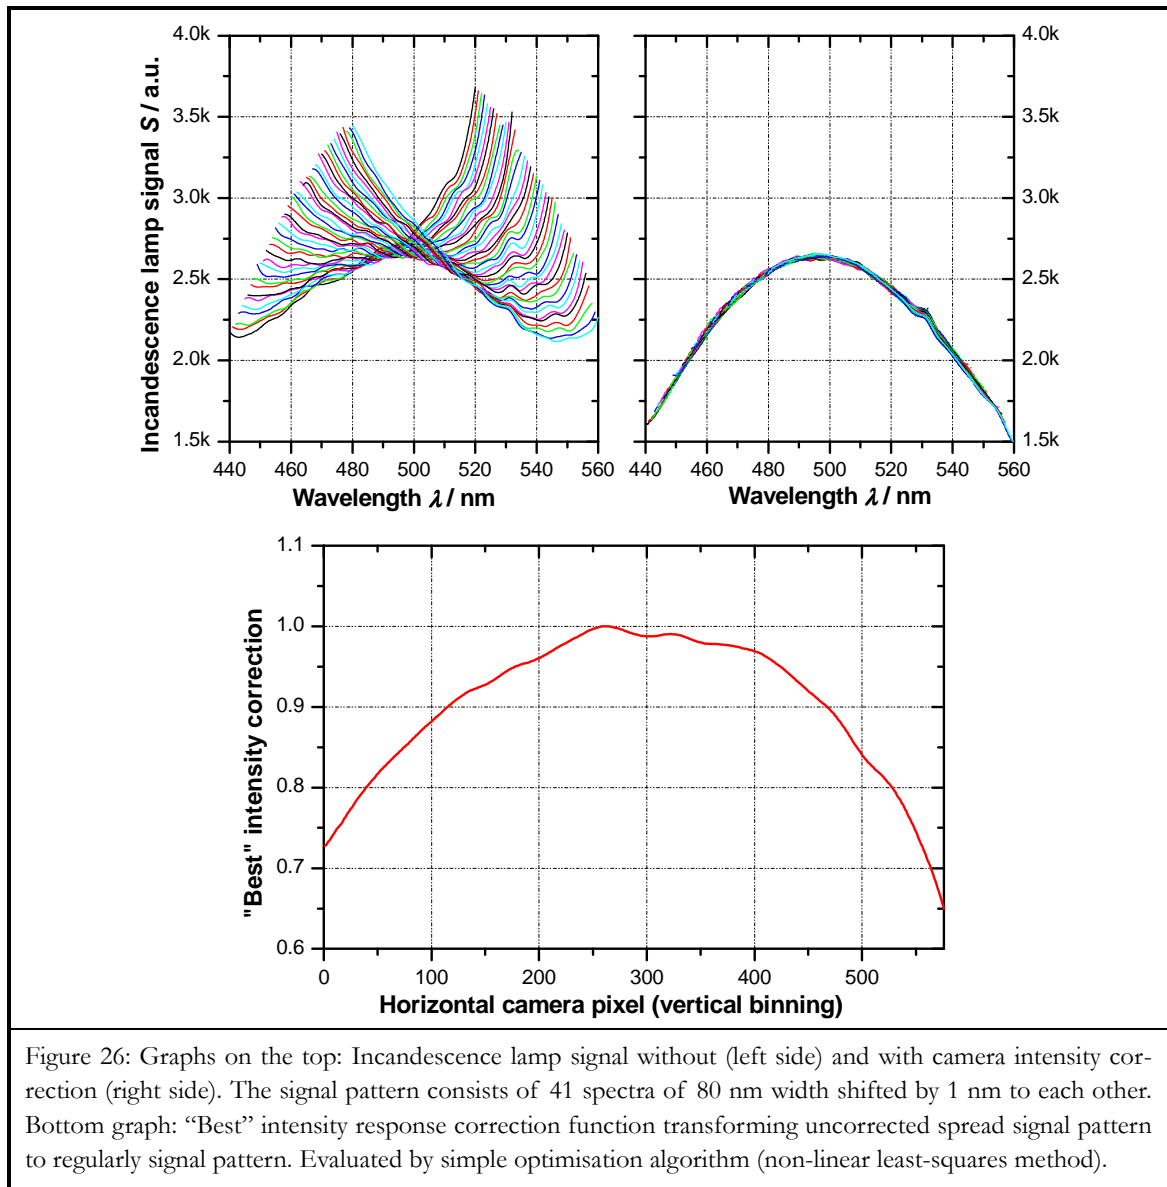 4.0k
3.5k
3.0k
2.5k
2.0k
1.5k
Incandescence lamp signal S / a.u.
440 460 480 500 520 540 560
Wavelength λ / nm
4.0k
3.5k
3.0k
2.5k
2.0k
1.5k
440 460 480 500 520 540 560
Wavelength λ / nm
1.1
1.0
0.9
0.8
0.7
0.6
"Best" intensity correction
0 100 200 300 400 500
Horizontal camera pixel (vertical binning)
Figure 26: Graphs on the top: Incandescence lamp signal without (left side) and with camera intensity cor-
rection (right side). The signal pattern consists of 41 spectra of 80 nm width shifted by 1 nm to each other.
Bottom graph: “Best” intensity response correction function transforming uncorrected spread signal pattern
to regularly signal pattern. Evaluated by simple optimisation algorithm (non-linear least-squares method).